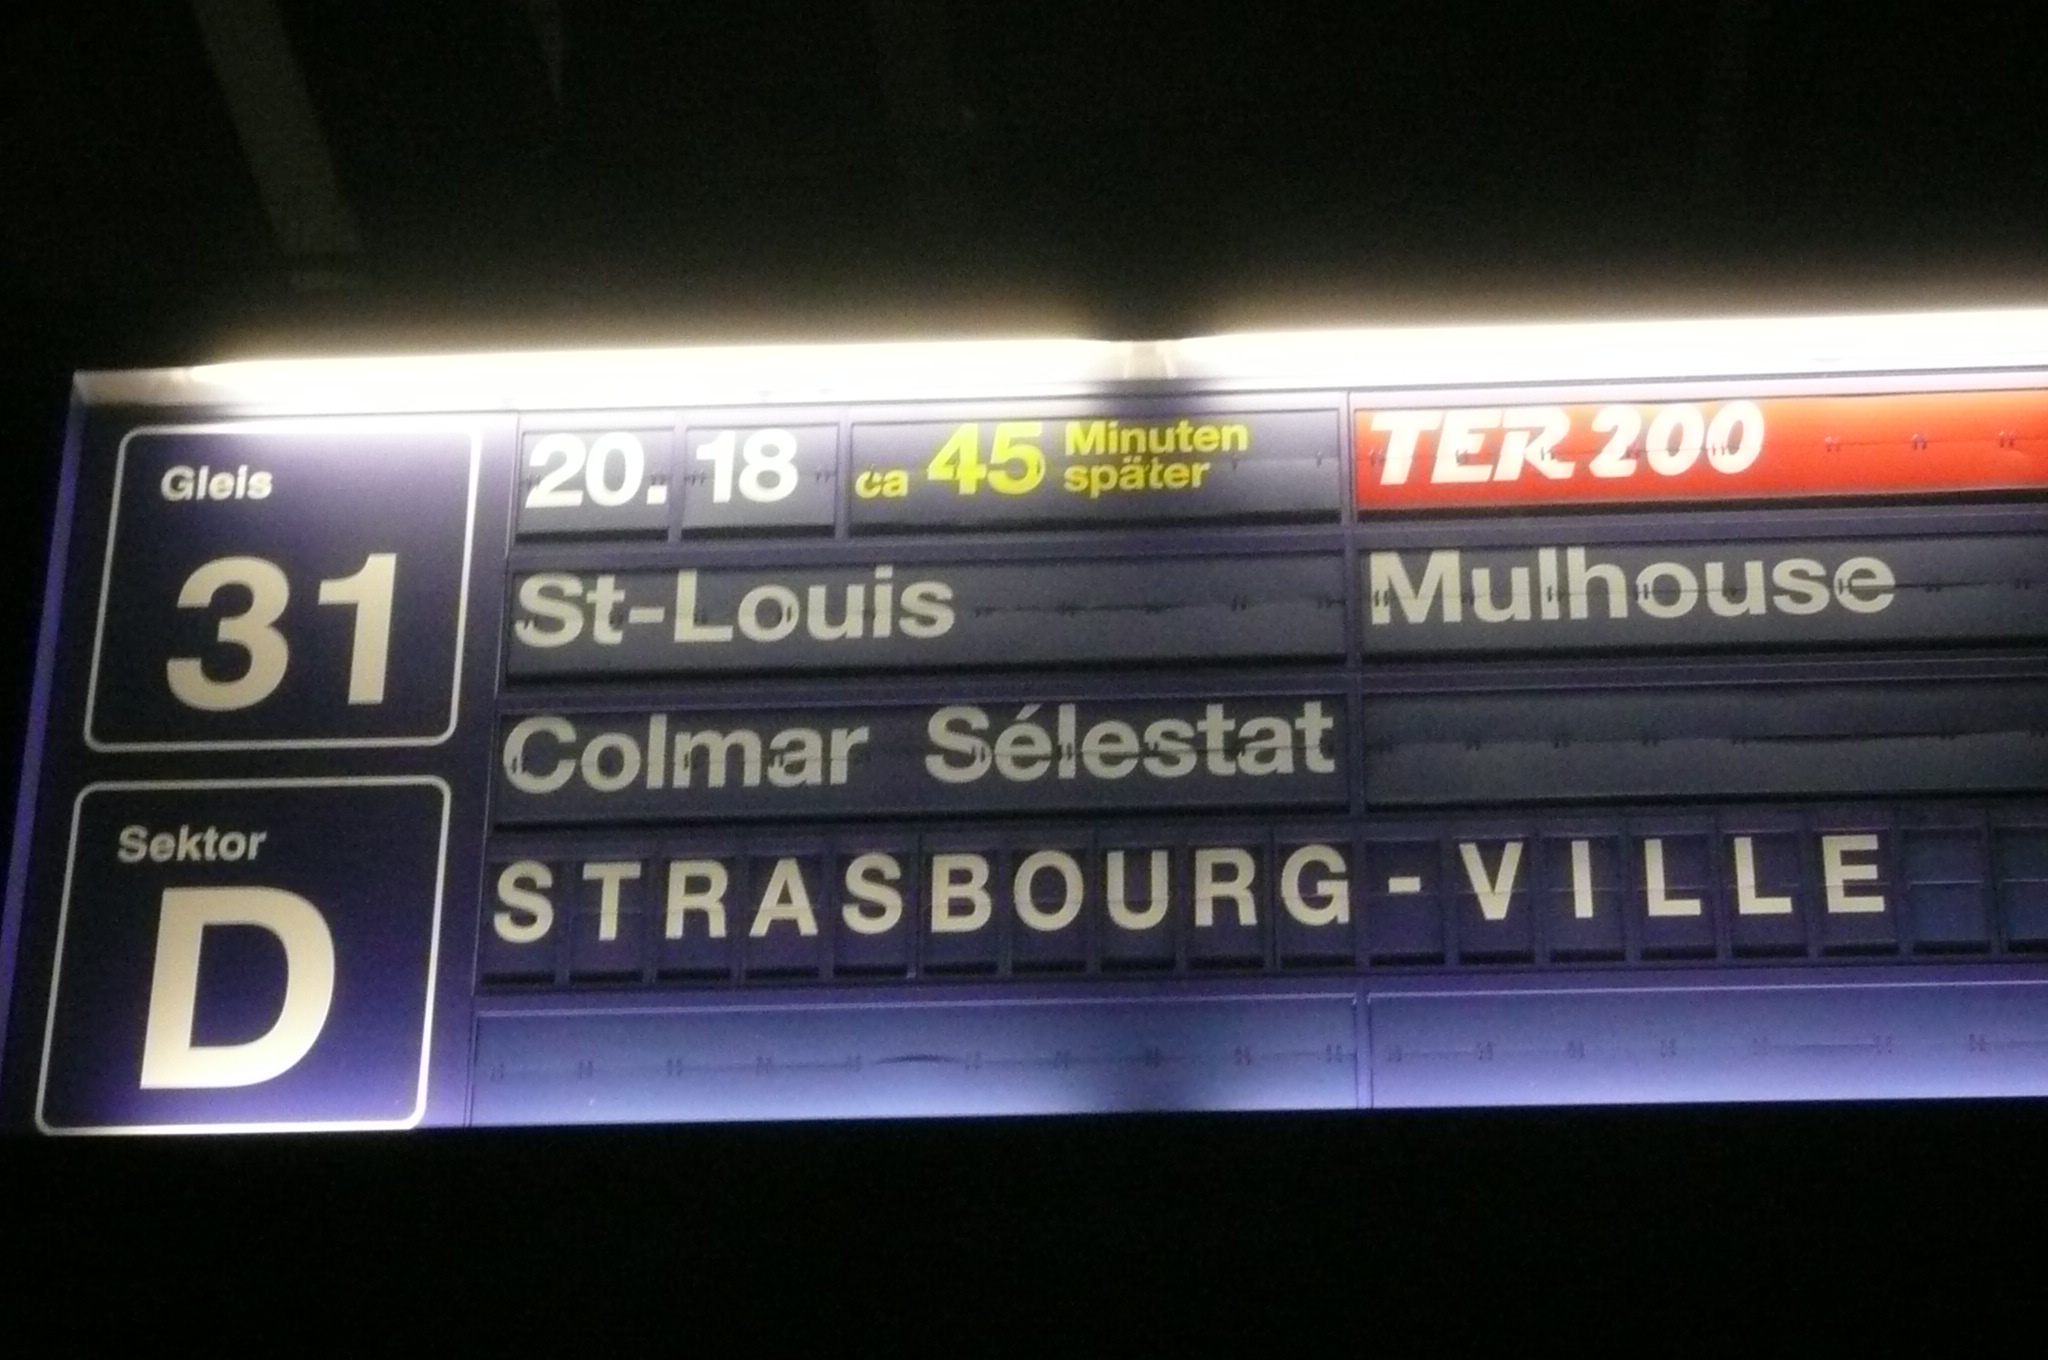 Gleis
31
Sektor
D
20.18 ca 45 Minuten später TER 200
St-Louis Mulhouse
Colmar Sélestat
STRASBOURG-VILLE